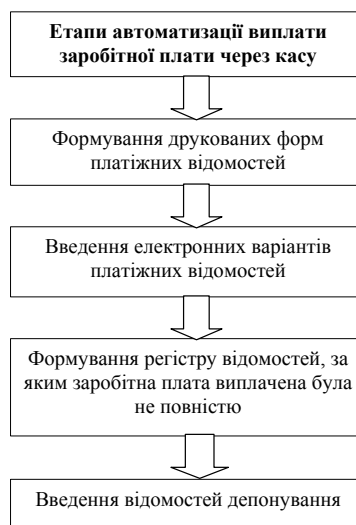 Етапи автоматизації виплати
заробітної плати через касу
Формування друкованих форм
платіжних відомостей
Введення електронних варіантів
платіжних відомостей
Формування регістру відомостей, за
яким заробітна плата виплачена була
не повністю
Введення відомостей депонування